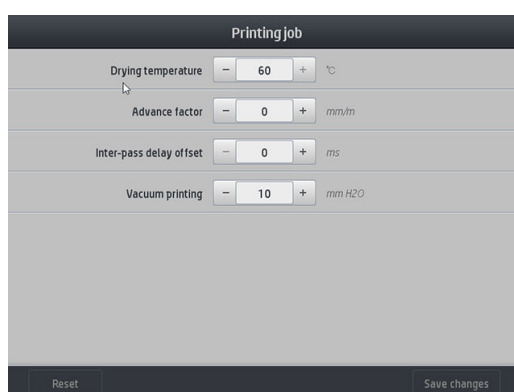 Printing job
Drying temperature − 60 + °C
Advance factor − 0 + mm/m
Inter-pass delay offset − 0 + ms
Vacuum printing − 10 + mm H2O
Reset Save changes